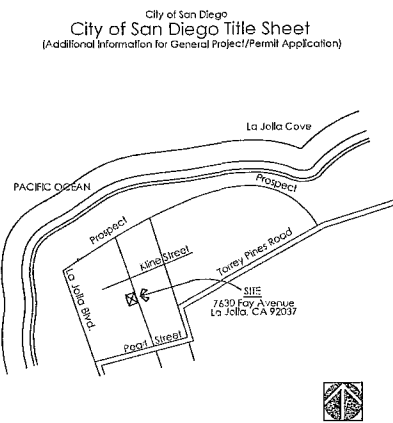 City of San Diego
City of San Diego Title Sheet
(Additional Information for General Project/Permit Application)
La Jolla Cove
PACIFIC OCEAN
Prospect
Prospect
Kline Street
Torrey Pines Road
La Jolla Blvd.
SITE
7630 Fay Avenue
La Jolla, CA 92037
Pearl Street